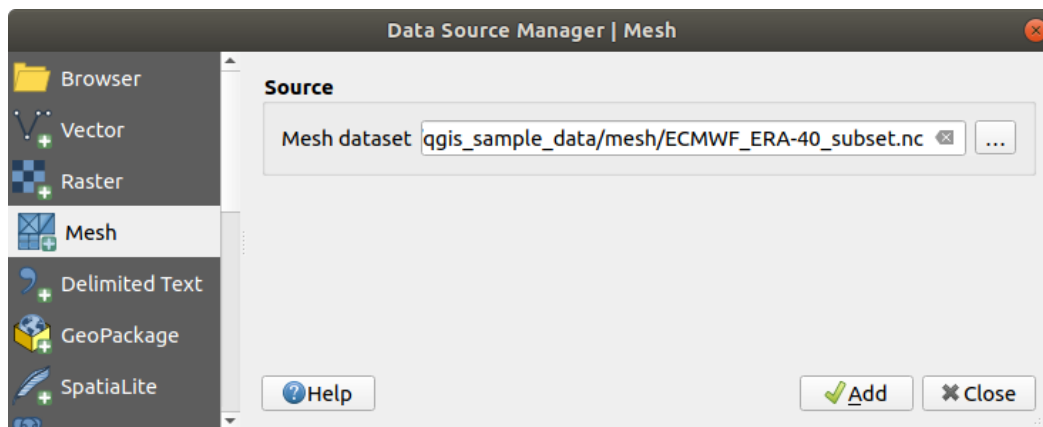 Data Source Manager | Mesh
Browser
Vector
Raster
Mesh
Delimited Text
GeoPackage
SpatiaLite
Source
Mesh dataset qgis_sample_data/mesh/ECMWF_ERA-40_subset.nc ...
Help
Add
Close